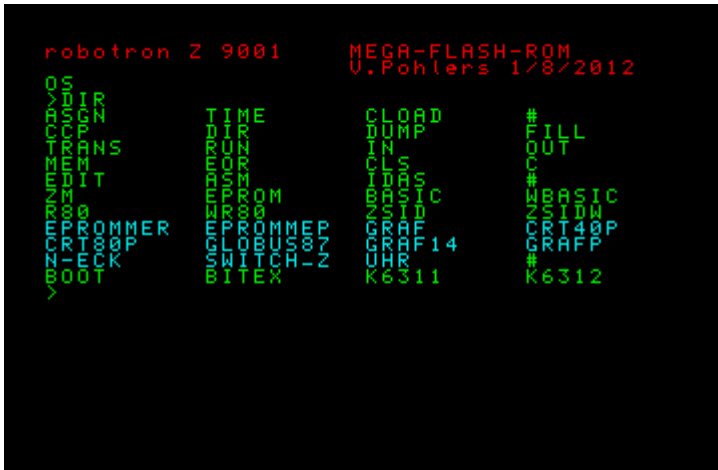 robotron Z 9001 MEGA-FLASH-ROM
V.Pohlers 1/8/2012
OS
>DIR
ASGN TIME CLOAD #
CCP DIR DUMP FILL
TRANS RUN IN OUT
MEM EOR CLS C
EDIT ASM IDAS #
ZM EPROM BASIC WBASIC
R80 WR80 ZSID ZSIDW
EPROMMER EPROMMEP GRAF CRT40P
CRT80P GLOBUS87 GRAF14 GRAFP
N-ECK SWITCH_Z UHR #
BOOT BITEX K6311 K6312
>